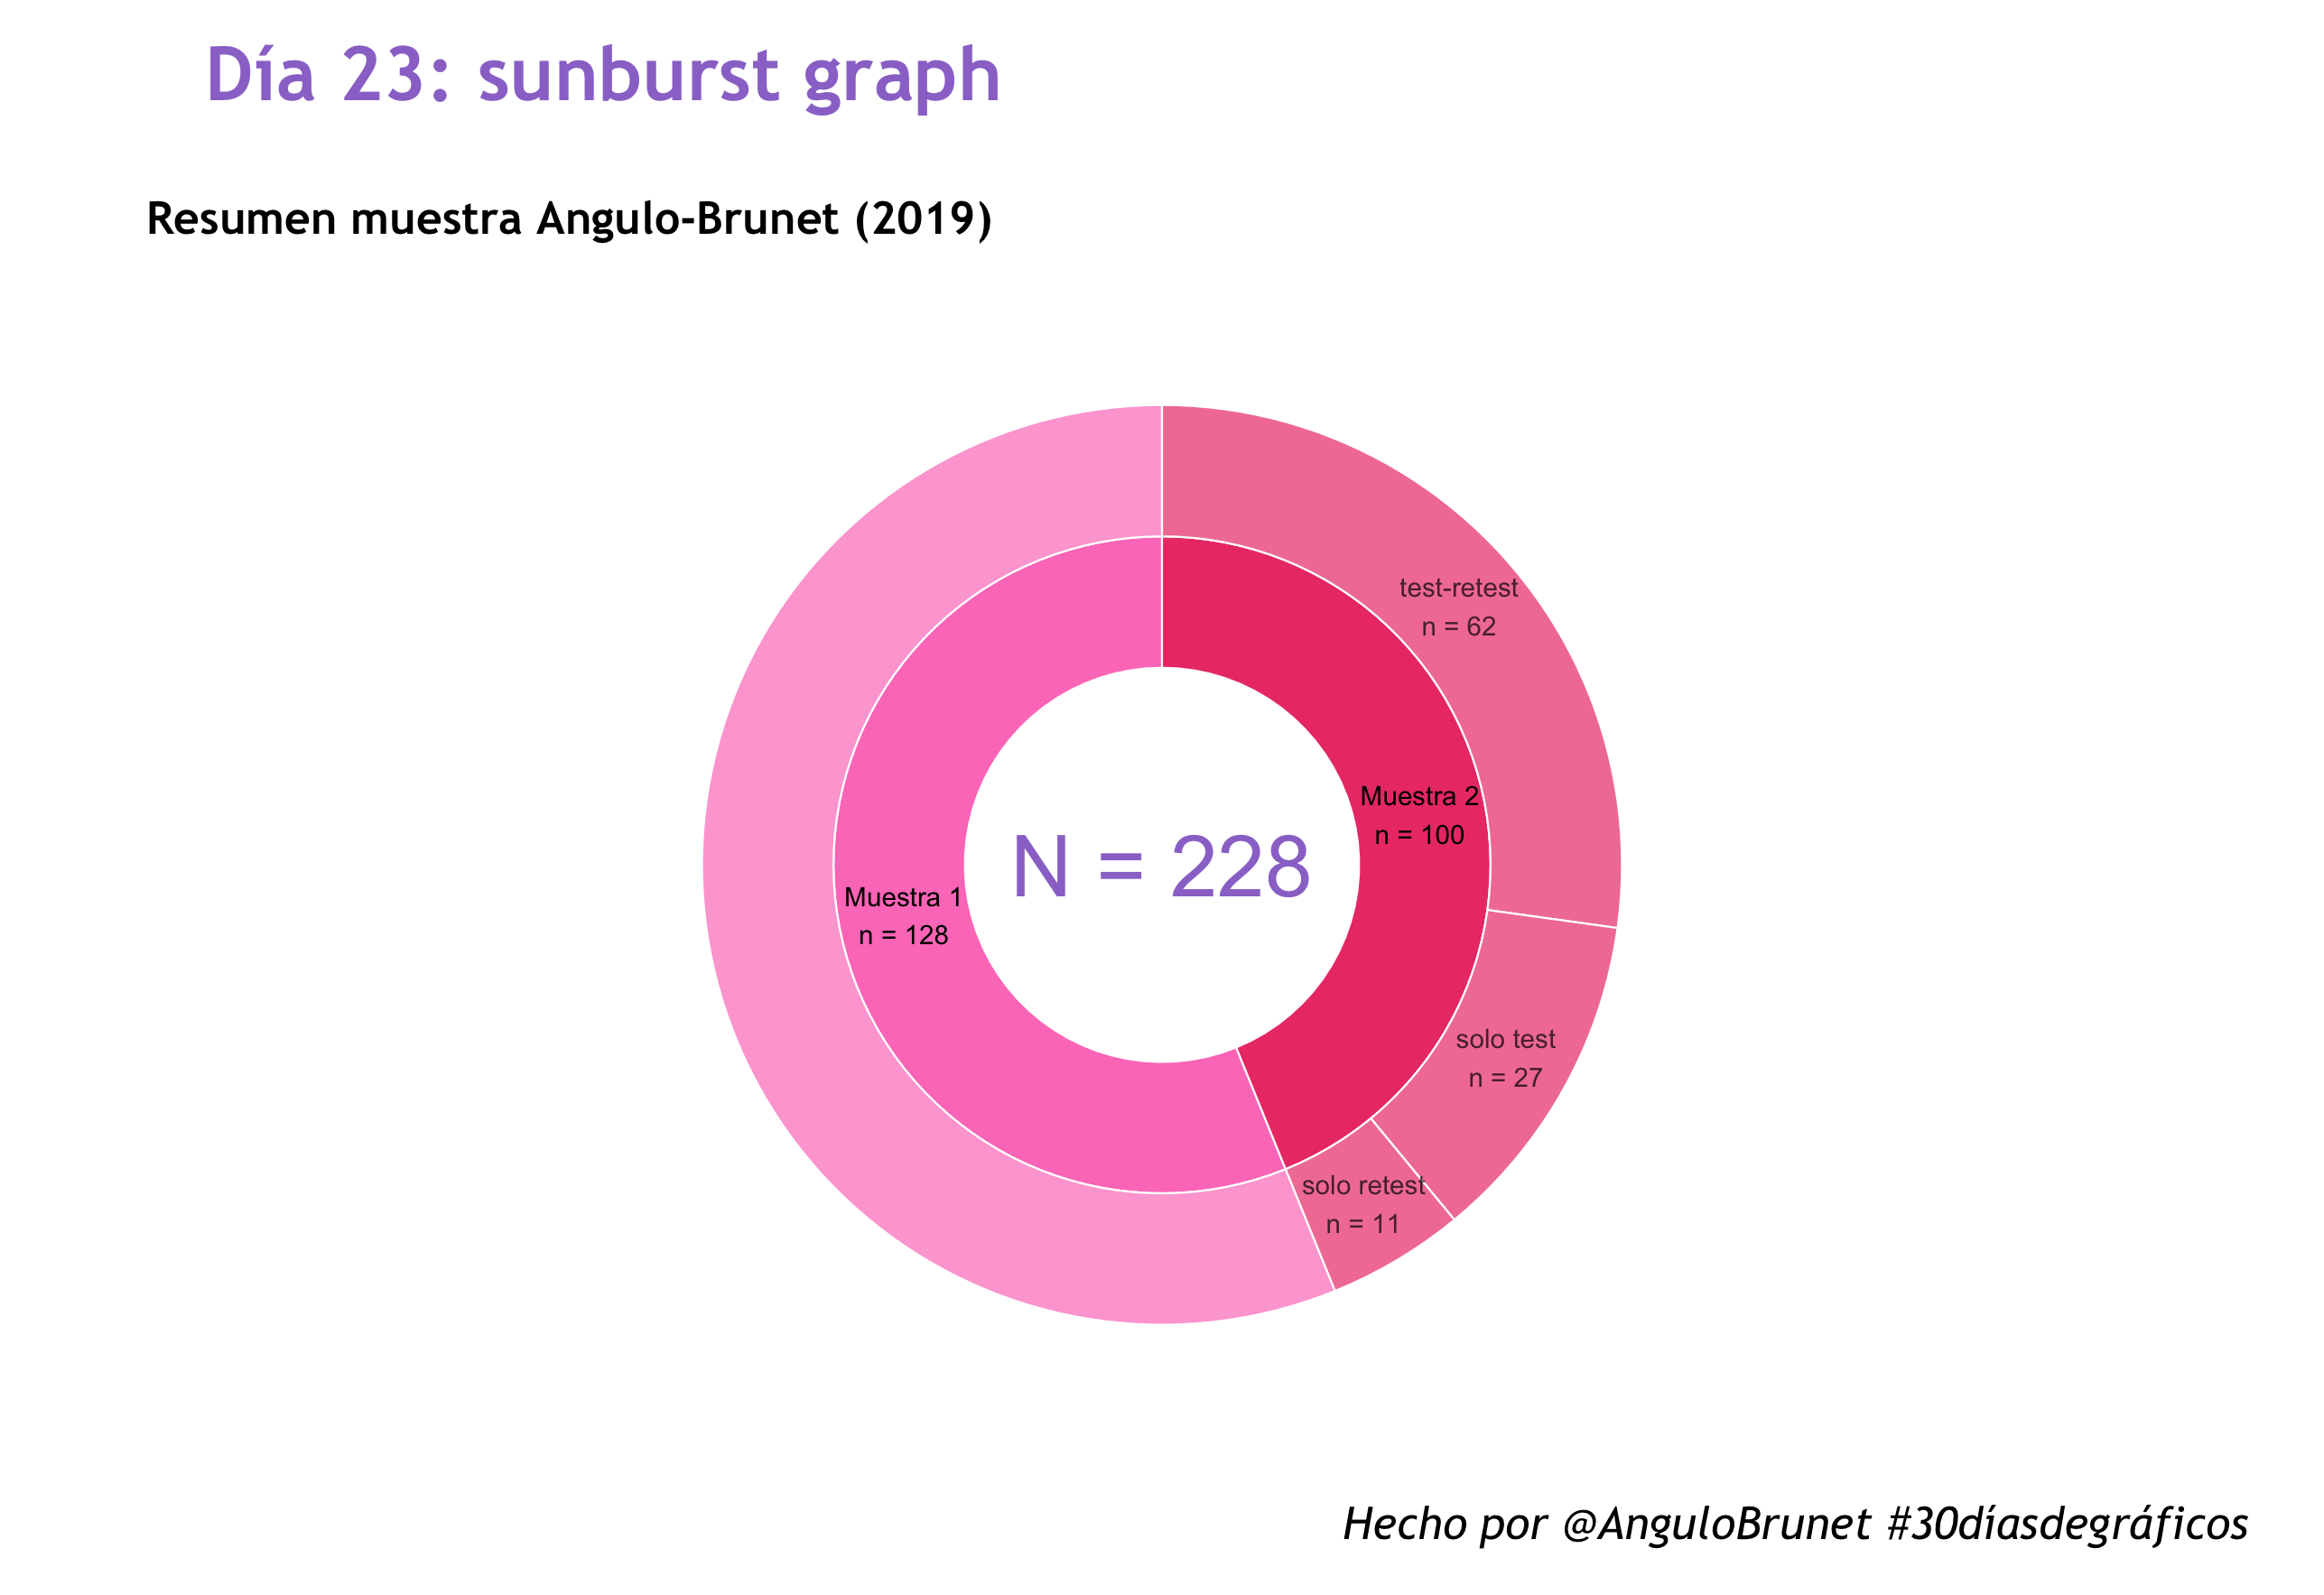 Día 23: sunburst graph
Resumen muestra Angulo-Brunet (2019)
test-retest
n = 62
Muestra 2
n = 100
N = 228
Muestra 1
n = 128
solo test
n = 27
solo retest
n = 11
Hecho por @AnguloBrunet #30díasdegráficos